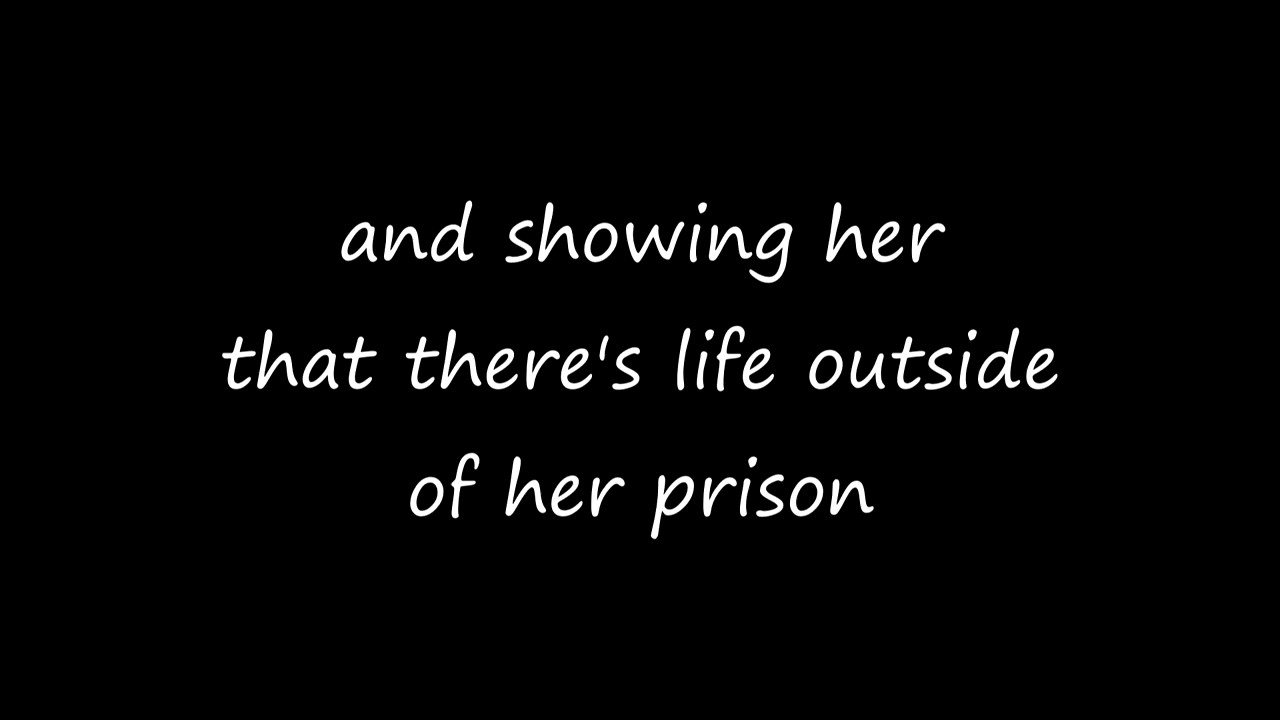 and showing her
that there's life outside
of her prison